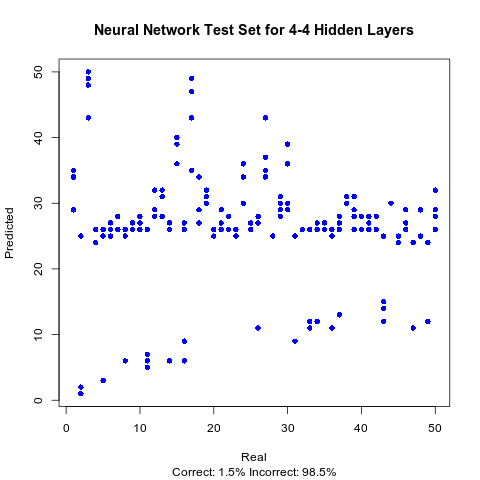 Neural Network Test Set for 4-4 Hidden Layers
Predicted
50
40
30
20
10
0
0 10 20 30 40 50
Real
Correct: 1.5% Incorrect: 98.5%